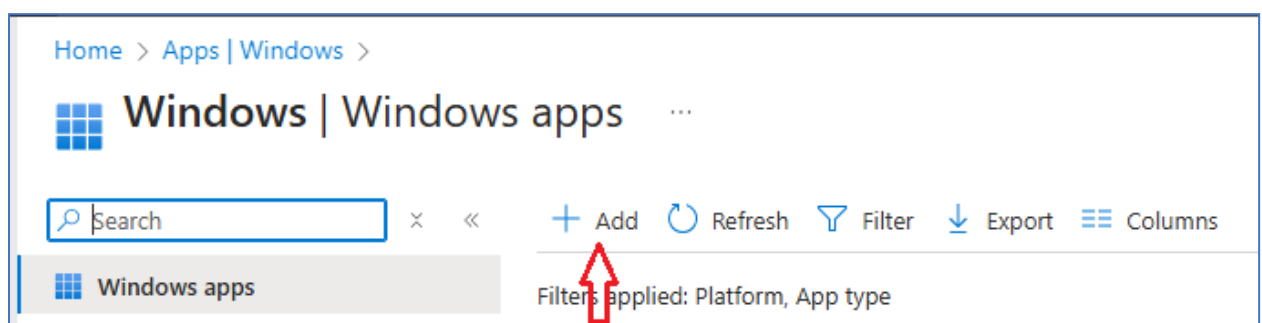 Home > Apps | Windows >
Windows | Windows apps ...
Search
Add Refresh Filter Export Columns
Windows apps
Filters applied: Platform, App type